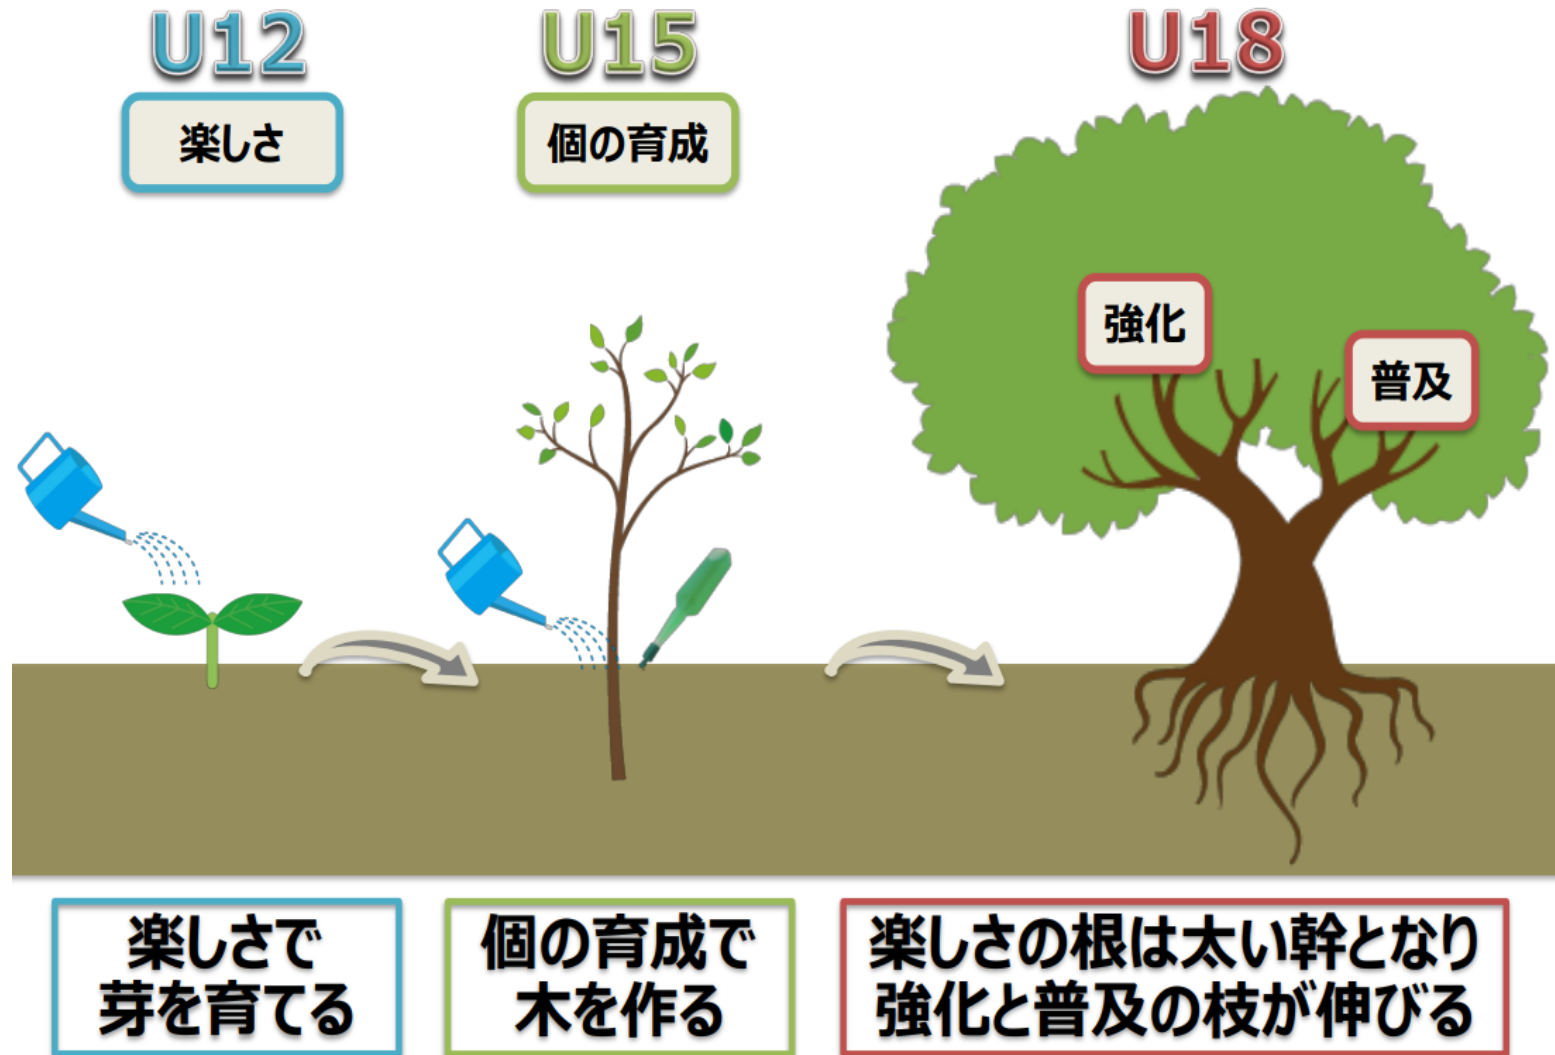 U12
楽しさ
U15
個の育成
U18
強化
普及
楽しさで
芽を育てる
個の育成で
木を作る
楽しさの根は太い幹となり
強化と普及の枝が伸びる